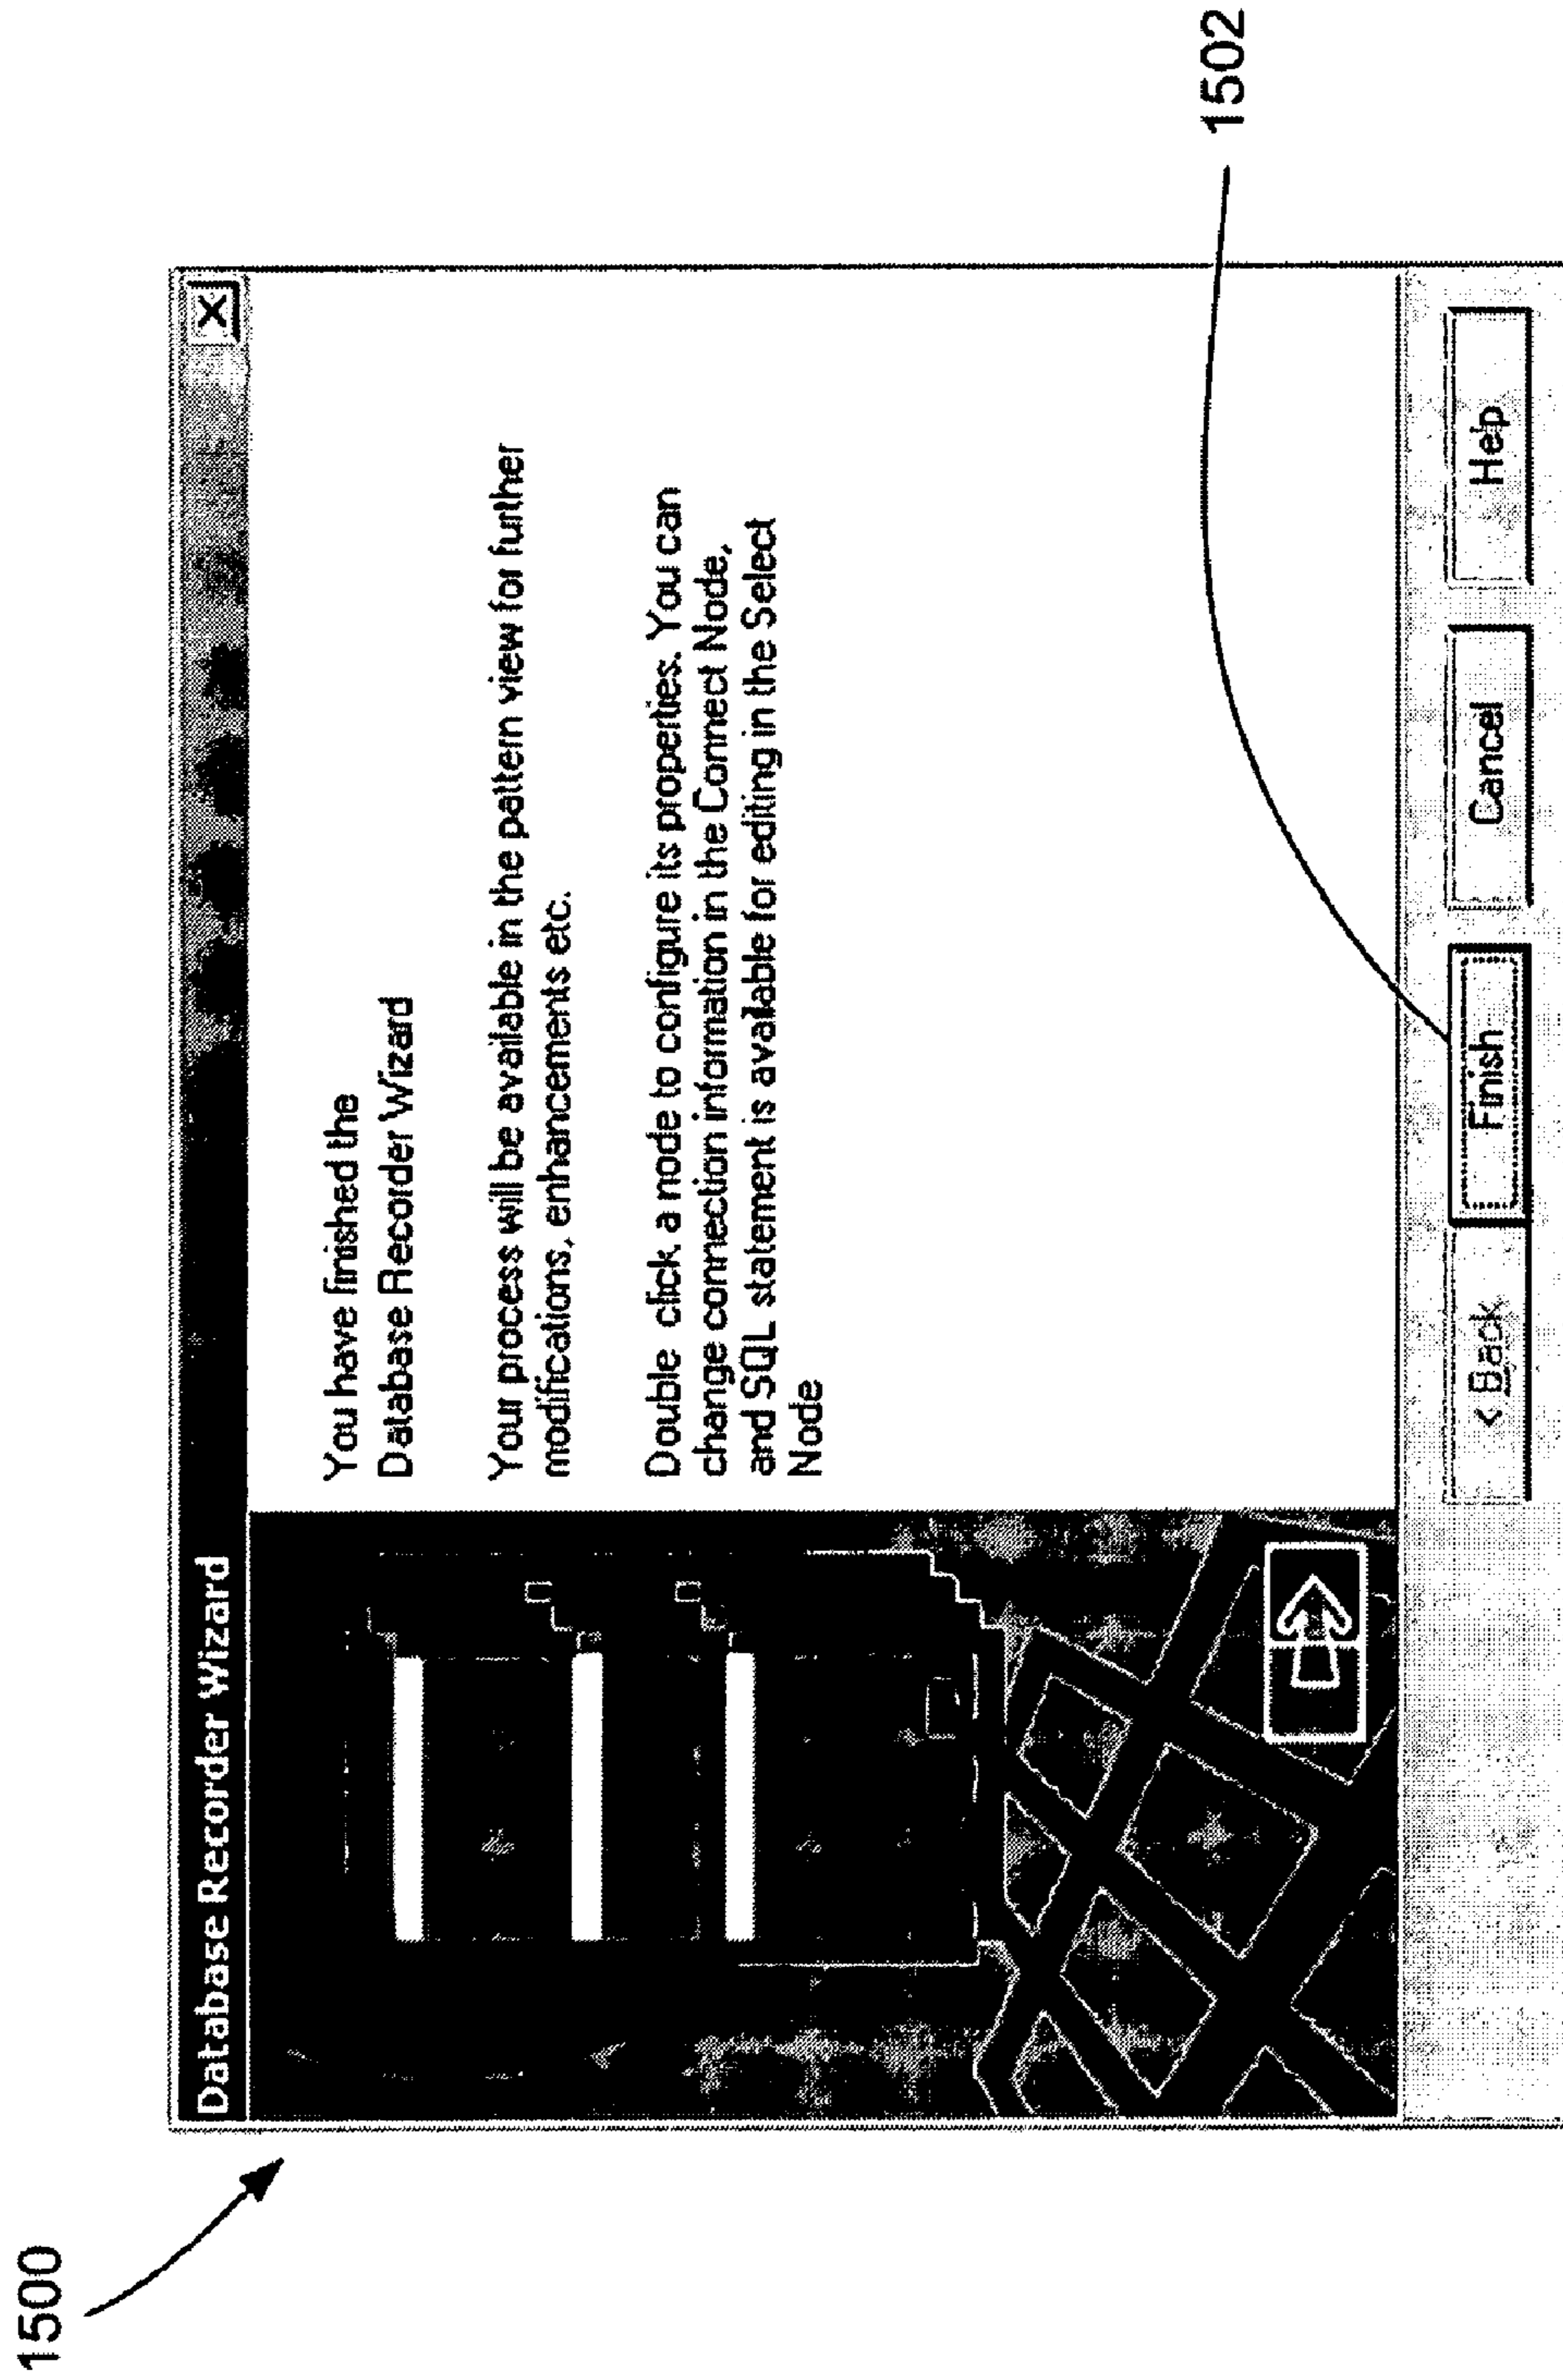 1500
Database Recorder Wizard
You have finished the
Database Recorder Wizard
Your process will be available in the pattern view for further
modifications, enhancements etc.
Double click a node to configure its properties. You can
change connection information in the Connect Node,
and SQL statement is available for editing in the Select
Node
< Back
Finish
Cancel
Help
1502